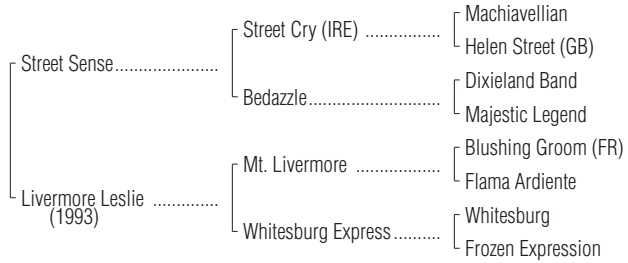 Machiavellian
Street Cry (IRE) ..................
Helen Street (GB)
Street Sense.........................
Dixieland Band
Bedazzle................................
Majestic Legend
Blushing Groom (FR)
Mt. Livermore ....................
Flama Ardiente
Livermore Leslie ................
(1993)
Whitesburg
Whitesburg Express...........
Frozen Expression